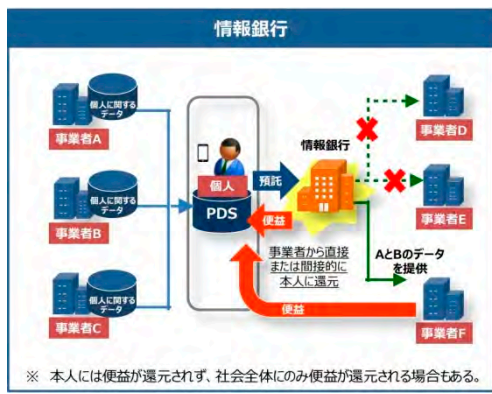 情報銀行
個人に関する
データ
事業者A
個人に関する
データ
事業者B
個人に関する
データ
事業者C
個人
PDS
預託
便益
情報銀行
事業者から直接
または間接的に
本人に還元
便益
AとBのデータ
を提供
事業者D
事業者E
事業者F
※ 本人には便益が還元されず、社会全体にのみ便益が還元される場合もある。